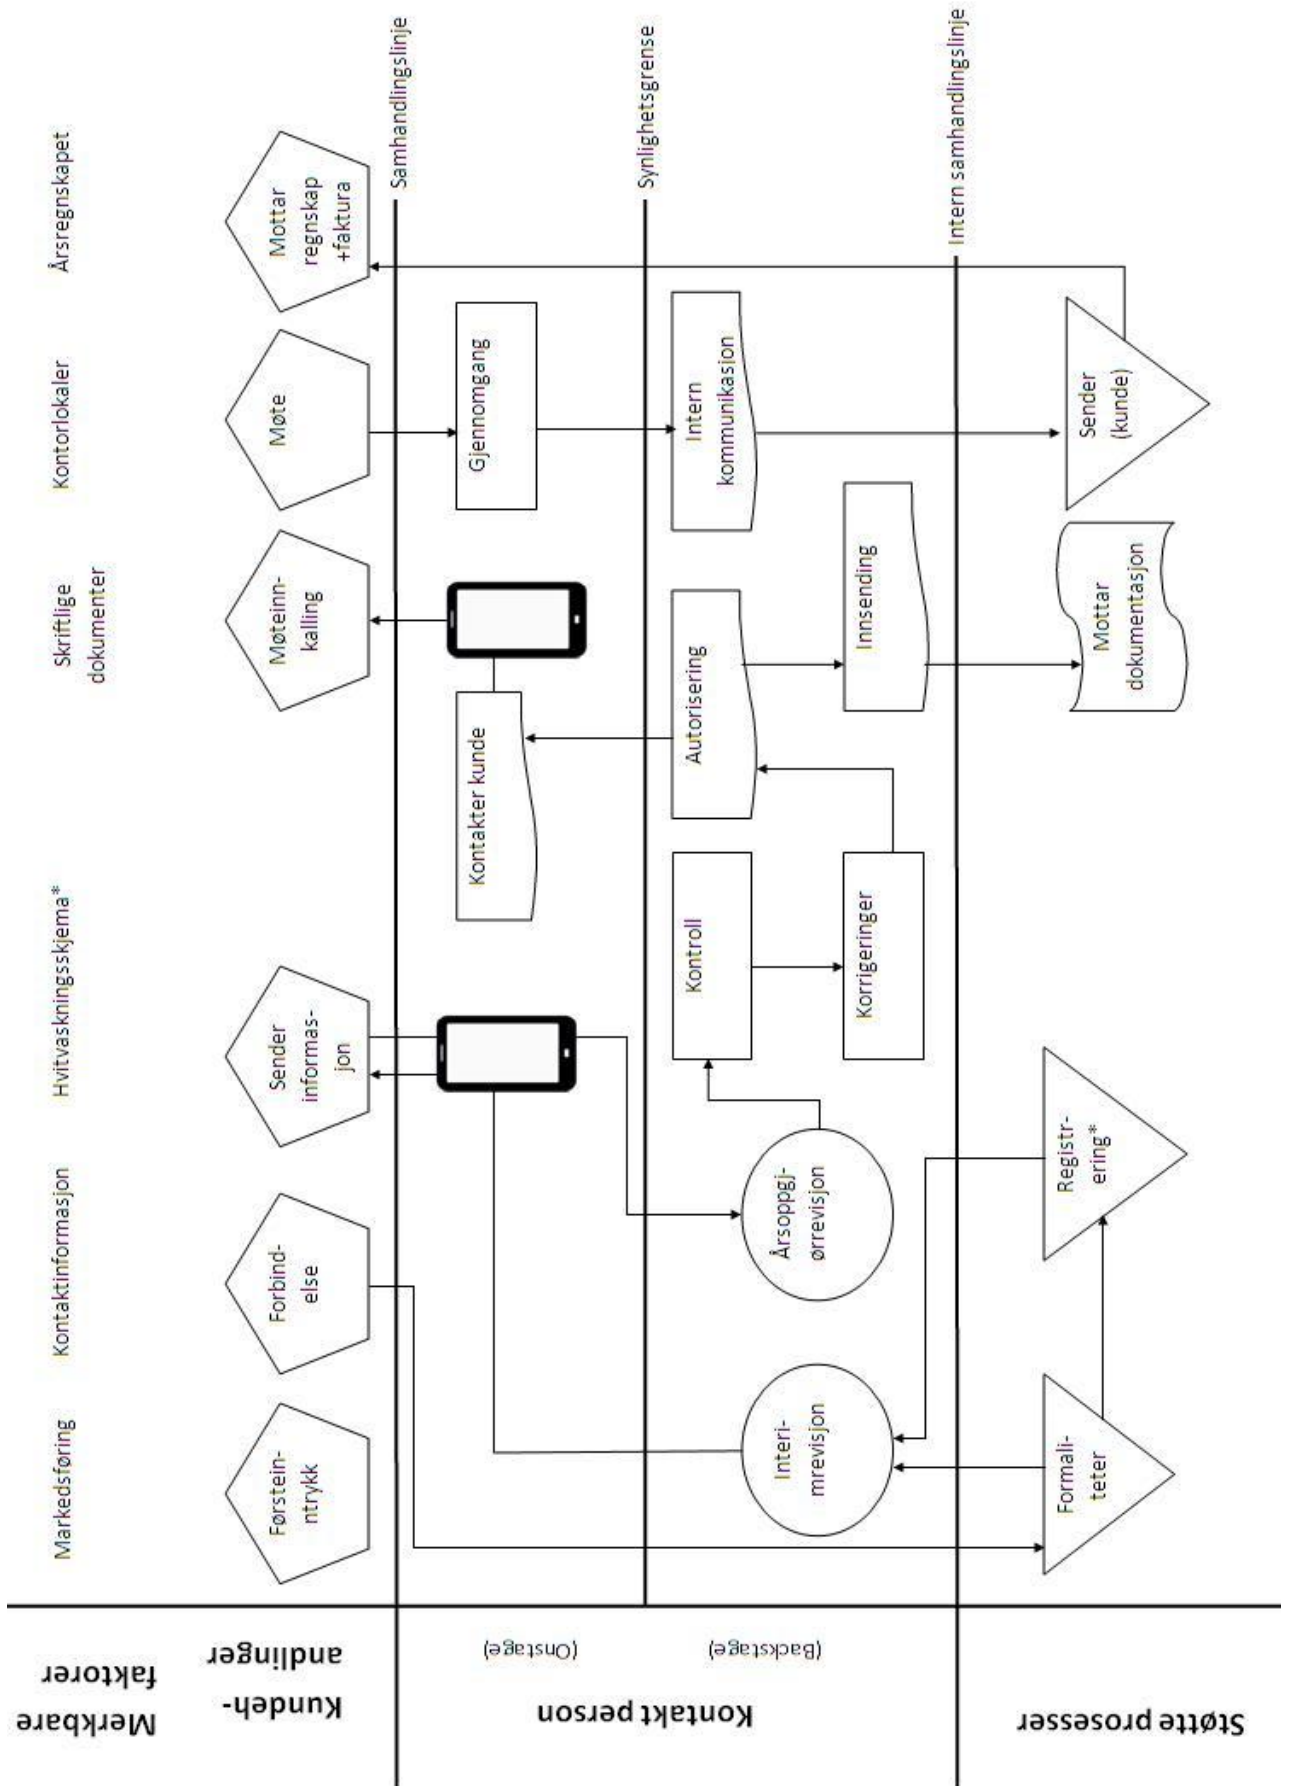 Merkbare
faktorer
Markedsføring
Kontaktinformasjon
Hvitvaskningsskjema*
Skriftlige
dokumenter
Kontorlokaler
Årsregnskapet
Kundeh-
andlinger
Førstein-
ntrykk
Forbind-
else
Sender
informas-
jon
Møteinn-
kalling
Møte
Mottar
regnskap
+faktura
Samhandlingslinje
Kontakt person
(Onstage)
Kontakter kunde
Gjennomgang
Synlighetsgrense
(Backstage)
Interi-
mrevisjon
Årsoppgj-
ørrevisjon
Kontroll
Korrigeringer
Autorisering
Innsending
Intern
kommunikasjon
Intern samhandlingslinje
Støtte prosesser
Formali-
teter
Registr-
ering*
Mottar
dokumentasjon
Sender
(kunde)